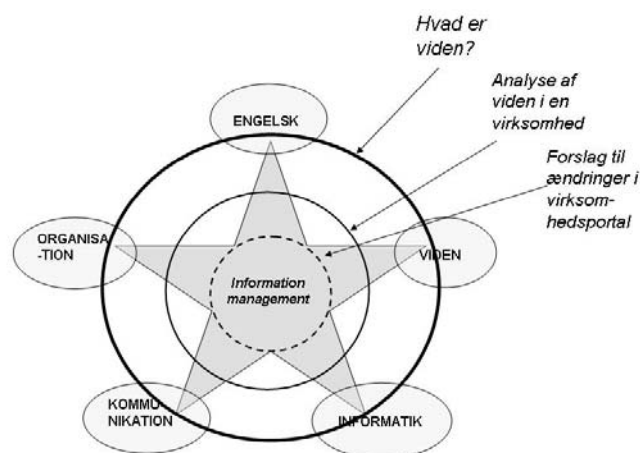 Hvad er
viden?
Analyse af
viden i en
virksomhed
Forslag til
ændringer i
virksom-
hedsportal
ENGELSK
ORGANISA
-TION
VIDEN
Information
management
KOMMU-
NIKATION
INFORMATIK